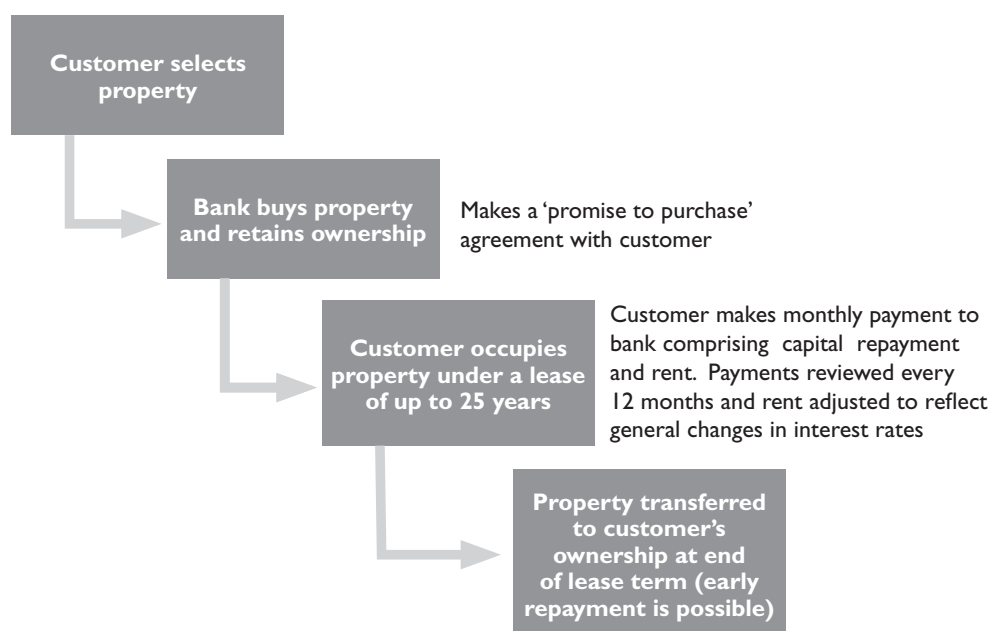 Customer selects
property
Bank buys property
and retains ownership
Makes a ‘promise to purchase’
agreement with customer
Customer occupies
property under a lease
of up to 25 years
Customer makes monthly payment to
bank comprising capital repayment
and rent. Payments reviewed every
12 months and rent adjusted to reflect
general changes in interest rates
Property transferred
to customer’s
ownership at end
of lease term (early
repayment is possible)